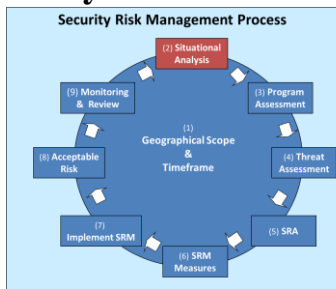 Security Risk Management Process
(2) Situational
Analysis
(3) Program
Assessment
(4) Threat
Assessment
(5) SRA
(6) SRM
Measures
(7)
Implement SRM
(8) Acceptable
Risk
(9) Monitoring
& Review
(1)
Geographical Scope
&
Timeframe